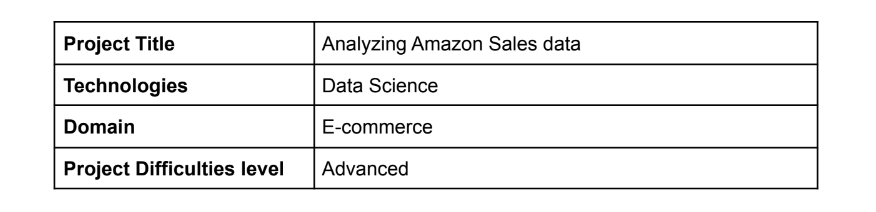 Project Title Analyzing Amazon Sales data
Technologies Data Science
Domain E-commerce
Project Difficulties level Advanced